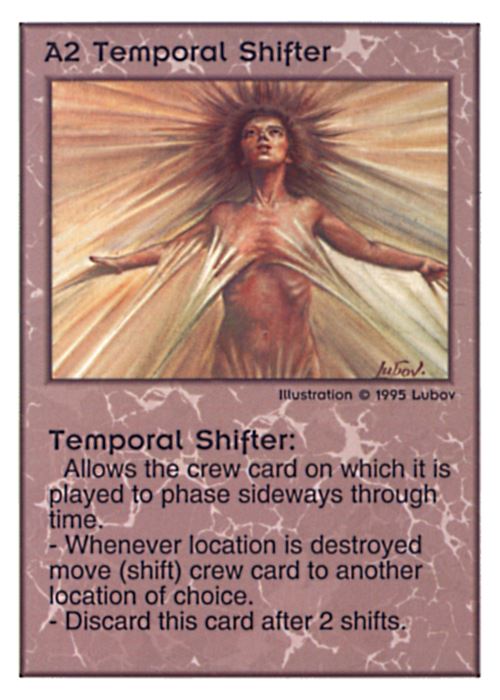 A2 Temporal Shifter
Lubov.
Illustration © 1995 Lubov
Temporal Shifter:
Allows the crew card on which it is
played to phase sideways through
time.
- Whenever location is destroyed
move (shift) crew card to another
location of choice.
- Discard this card after 2 shifts.